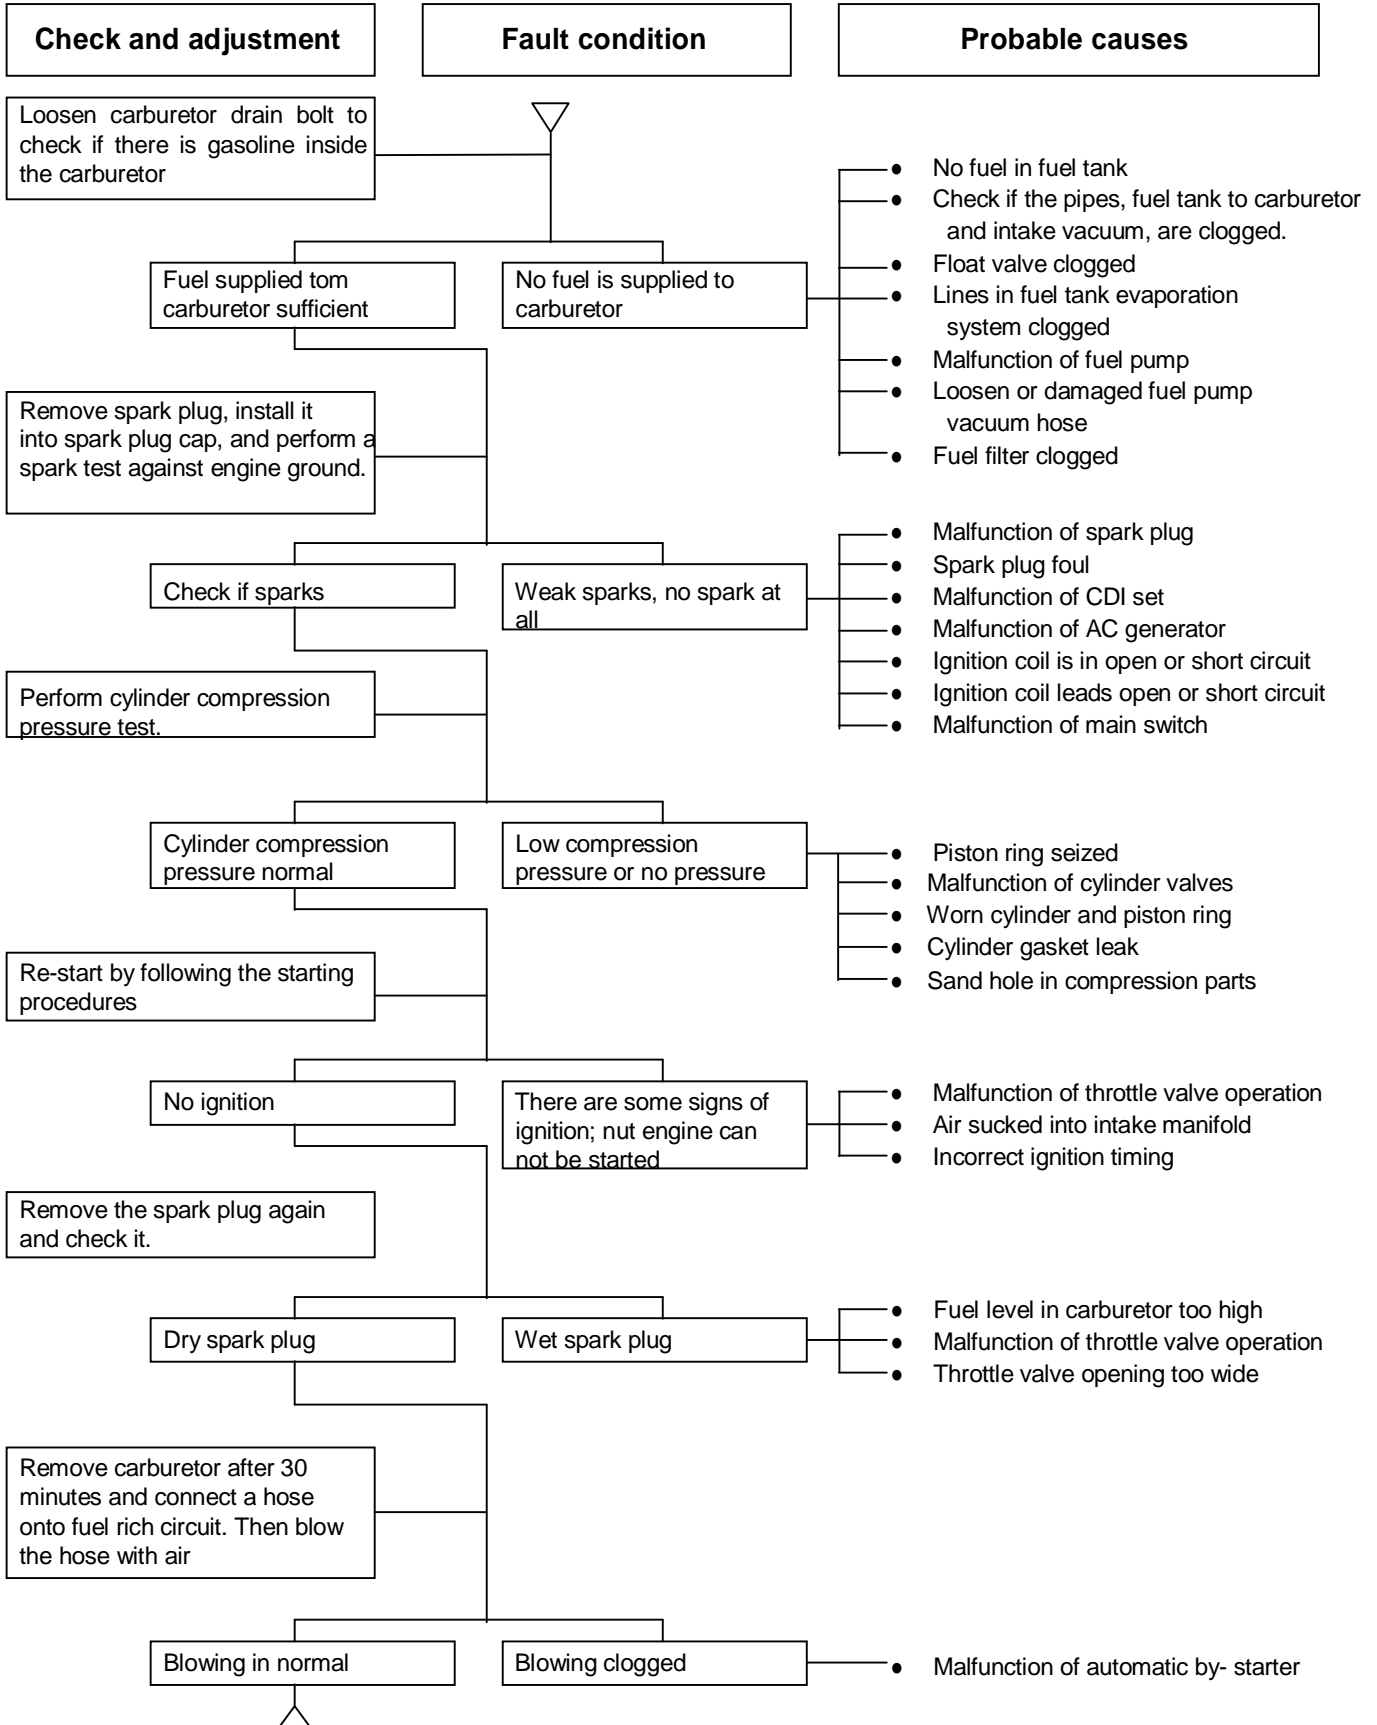 Check and adjustment
Fault condition
Probable causes
Loosen carburetor drain bolt to
check if there is gasoline inside
the carburetor
• No fuel in fuel tank
• Check if the pipes, fuel tank to carburetor
and intake vacuum, are clogged.
• Float valve clogged
• Lines in fuel tank evaporation
system clogged
• Malfunction of fuel pump
• Loosen or damaged fuel pump
vacuum hose
• Fuel filter clogged
Fuel supplied tom
carburetor sufficient
No fuel is supplied to
carburetor
Remove spark plug, install it
into spark plug cap, and perform a
spark test against engine ground.
Check if sparks
Weak sparks, no spark at
all
• Malfunction of spark plug
• Spark plug foul
• Malfunction of CDI set
• Malfunction of AC generator
• Ignition coil is in open or short circuit
• Ignition coil leads open or short circuit
• Malfunction of main switch
Perform cylinder compression
pressure test.
Cylinder compression
pressure normal
Low compression
pressure or no pressure
• Piston ring seized
• Malfunction of cylinder valves
• Worn cylinder and piston ring
• Cylinder gasket leak
• Sand hole in compression parts
Re-start by following the starting
procedures
No ignition
There are some signs of
ignition; nut engine can
not be started
• Malfunction of throttle valve operation
• Air sucked into intake manifold
• Incorrect ignition timing
Remove the spark plug again
and check it.
Dry spark plug
Wet spark plug
• Fuel level in carburetor too high
• Malfunction of throttle valve operation
• Throttle valve opening too wide
Remove carburetor after 30
minutes and connect a hose
onto fuel rich circuit. Then blow
the hose with air
Blowing in normal
Blowing clogged
• Malfunction of automatic by- starter